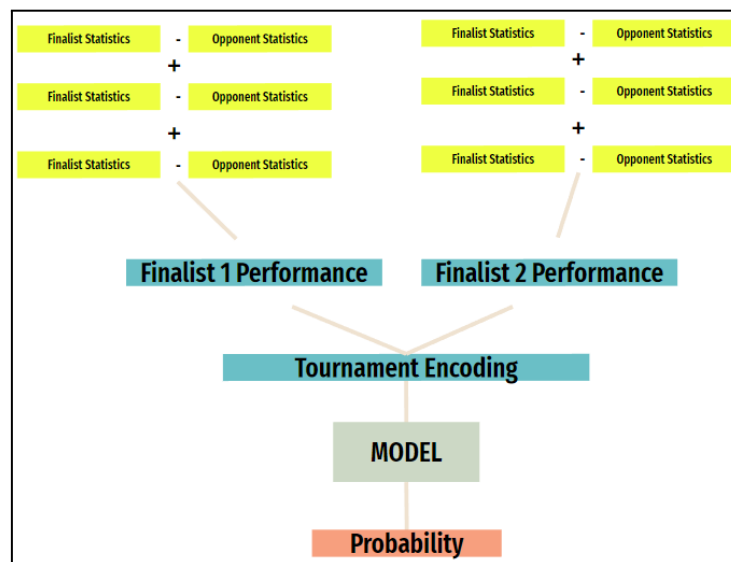 Finalist Statistics - Opponent Statistics
Finalist Statistics - Opponent Statistics
+
+
Finalist Statistics - Opponent Statistics
Finalist Statistics - Opponent Statistics
+
+
Finalist Statistics - Opponent Statistics
Finalist Statistics - Opponent Statistics
Finalist 1 Performance
Finalist 2 Performance
Tournament Encoding
MODEL
Probability